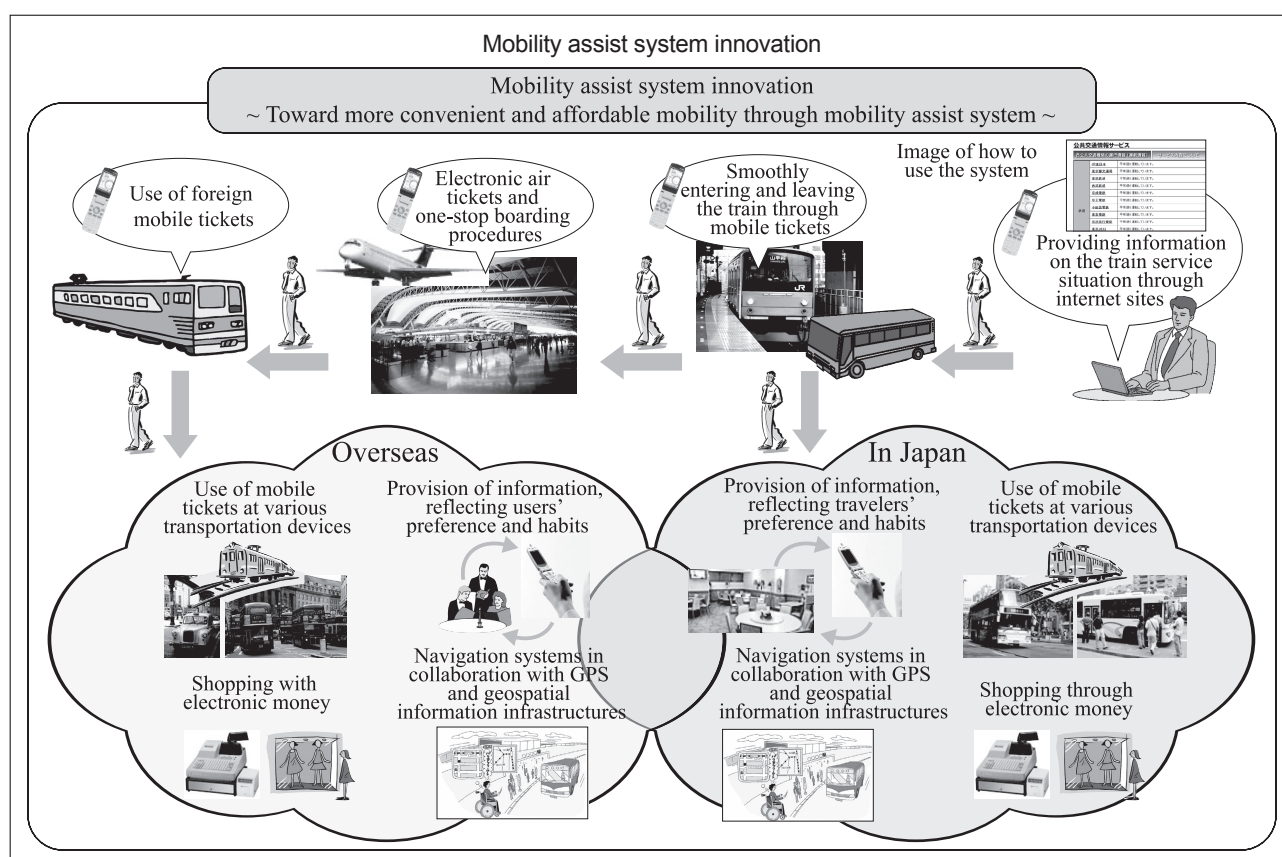 Mobility assist system innovation
Mobility assist system innovation
~ Toward more convenient and affordable mobility through mobility assist system ~
Use of foreign
mobile tickets
Electronic air
tickets and
one-stop boarding
procedures
Smoothly
entering and leaving
the train through
mobile tickets
Image of how to
use the system
公共交通情報サービス
Providing information
on the train service
situation through
internet sites
山手線
JR
Overseas
Use of mobile
tickets at various
transportation devices
Provision of information,
reflecting users’
preference and habits
Shopping with
electronic money
Navigation systems in
collaboration with GPS
and geospatial
information infrastructures
In Japan
Provision of information,
reflecting travelers’
preference and habits
Use of mobile
tickets at various
transportation devices
Navigation systems in
collaboration with GPS
and geospatial
information infrastructures
Shopping through
electronic money